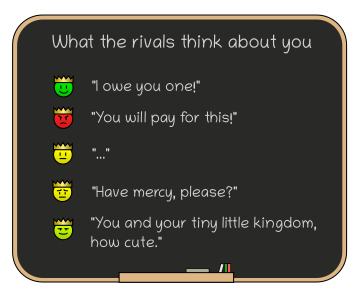 What the rivals think about you
"I owe you one!"
"You will pay for this!"
"..."
"Have mercy, please?"
"You and your tiny little kingdom,
how cute."